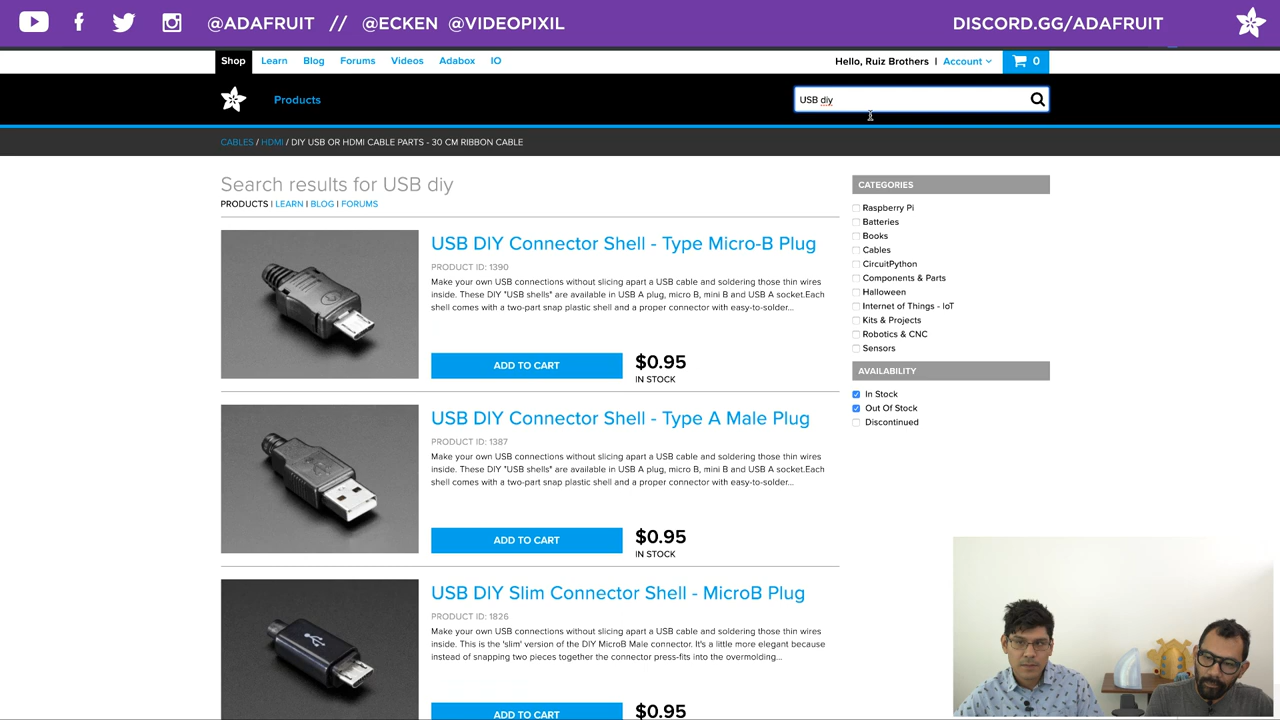 @ADAFRUIT // @ECKEN @VIDEOPIXIL
DISCORD.GG/ADAFRUIT
Shop Learn Blog Forums Videos Adabox IO
Hello, Ruiz Brothers | Account 0
Products
USB diy
CABLES / HDMI / DIY USB OR HDMI CABLE PARTS - 30 CM RIBBON CABLE
Search results for USB diy
PRODUCTS | LEARN | BLOG | FORUMS
USB DIY Connector Shell - Type Micro-B Plug
PRODUCT ID: 1390
Make your own USB connections without slicing apart a USB cable and soldering those thin wires
inside. These DIY "USB shells" are available in USB A plug, micro B, mini B and USB A socket.Each
shell comes with a two-part snap plastic shell and a proper connector with easy-to-solder...
ADD TO CART
$0.95
IN STOCK
USB DIY Connector Shell - Type A Male Plug
PRODUCT ID: 1387
Make your own USB connections without slicing apart a USB cable and soldering those thin wires
inside. These DIY "USB shells" are available in USB A plug, micro B, mini B and USB A socket.Each
shell comes with a two-part snap plastic shell and a proper connector with easy-to-solder...
ADD TO CART
$0.95
IN STOCK
USB DIY Slim Connector Shell - MicroB Plug
PRODUCT ID: 1826
Make your own USB connections without slicing apart a USB cable and soldering those thin wires
inside. This is the 'slim' version of the DIY MicroB Male connector. It's a little more elegant because
instead of snapping two pieces together the connector press-fits into the overmolding...
ADD TO CART
$0.95
CATEGORIES
Raspberry Pi
Batteries
Books
Cables
CircuitPython
Components & Parts
Halloween
Internet of Things - IoT
Kits & Projects
Robotics & CNC
Sensors
AVAILABILITY
In Stock
Out Of Stock
Discontinued